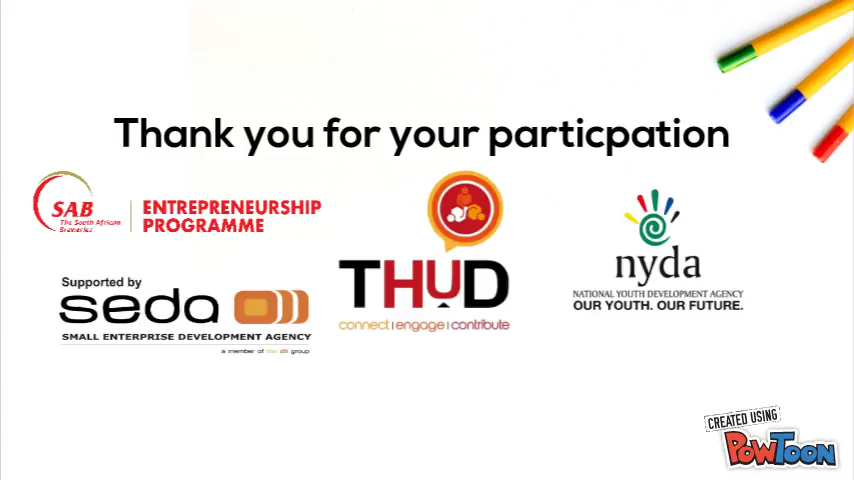 Thank you for your particpation
SAB
The South African
Breweries
ENTREPRENEURSHIP
PROGRAMME
Supported by
seda
SMALL ENTERPRISE DEVELOPMENT AGENCY
a member of the dti group
THUD
connect | engage | contribute
nyda
NATIONAL YOUTH DEVELOPMENT AGENCY
OUR YOUTH. OUR FUTURE.
CREATED USING
POWTOON